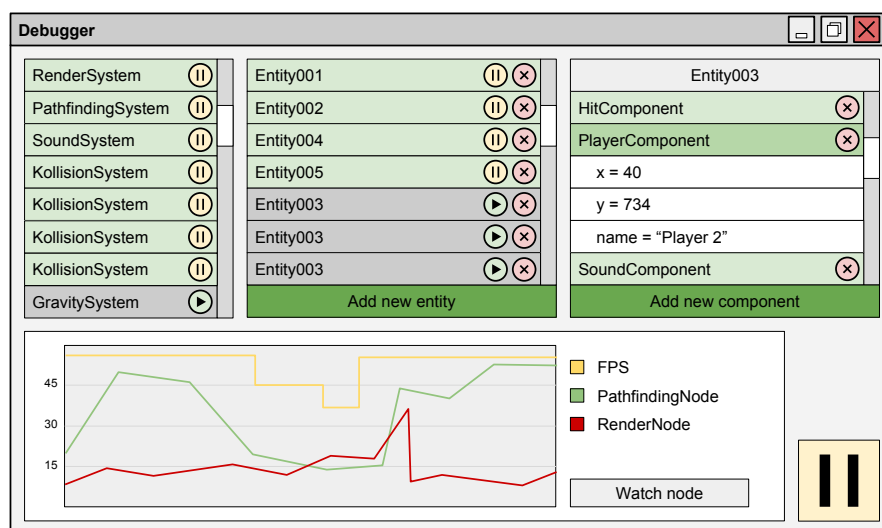 Debugger
RenderSystem
PathfindingSystem
SoundSystem
KollisionSystem
KollisionSystem
KollisionSystem
KollisionSystem
GravitySystem
Entity001
Entity002
Entity004
Entity005
Entity003
Entity003
Entity003
Add new entity
Entity003
HitComponent
PlayerComponent
x = 40
y = 734
name = “Player 2”
SoundComponent
Add new component
45
30
15
FPS
PathfindingNode
RenderNode
Watch node